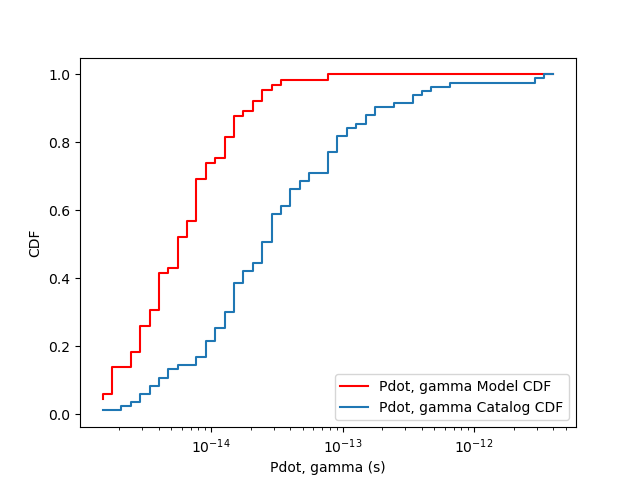 1.0
0.8
0.6
0.4
0.2
0.0
CDF
10⁻¹⁴
10⁻¹³
10⁻¹²
Pdot, gamma (s)
Pdot, gamma Model CDF
Pdot, gamma Catalog CDF